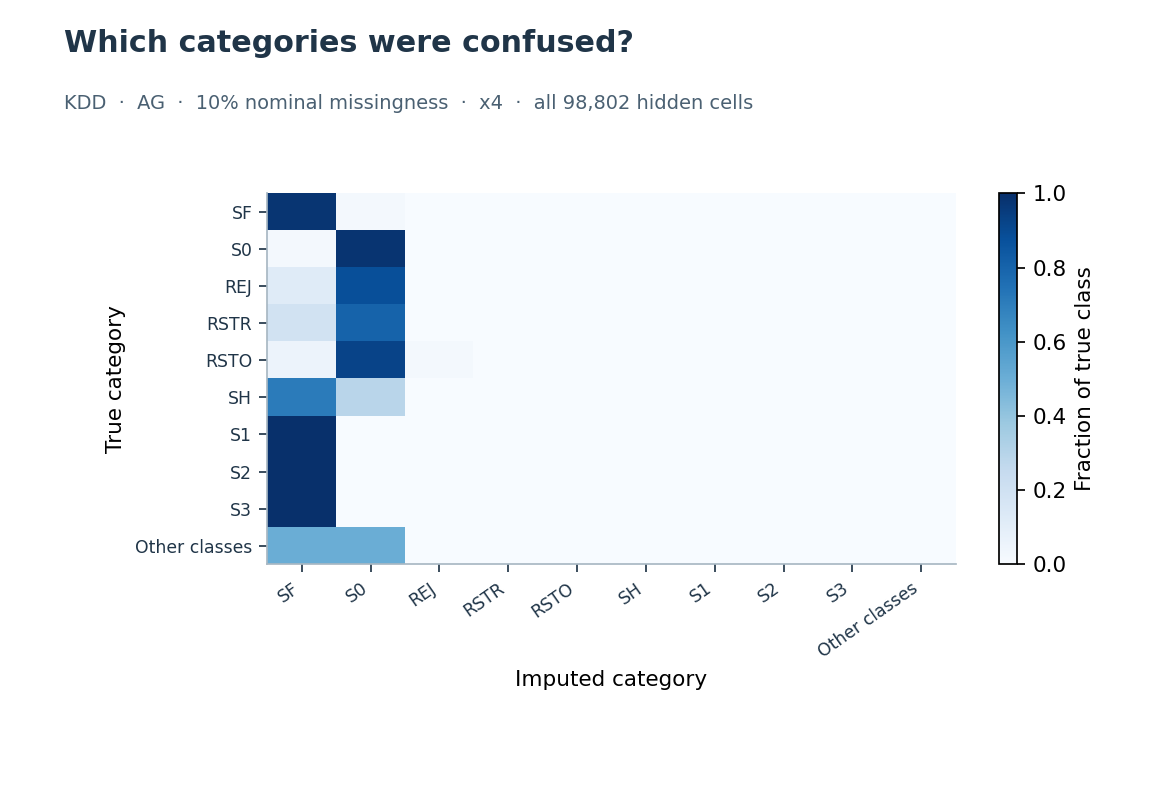 Which categories were confused?
KDD · AG · 10% nominal missingness · x4 · all 98,802 hidden cells
True category
SF
S0
REJ
RSTR
RSTO
SH
S1
S2
S3
Other classes
SF
S0
REJ
RSTR
RSTO
SH
S1
S2
S3
Other classes
Imputed category
1.0
0.8
0.6
0.4
0.2
0.0
Fraction of true class